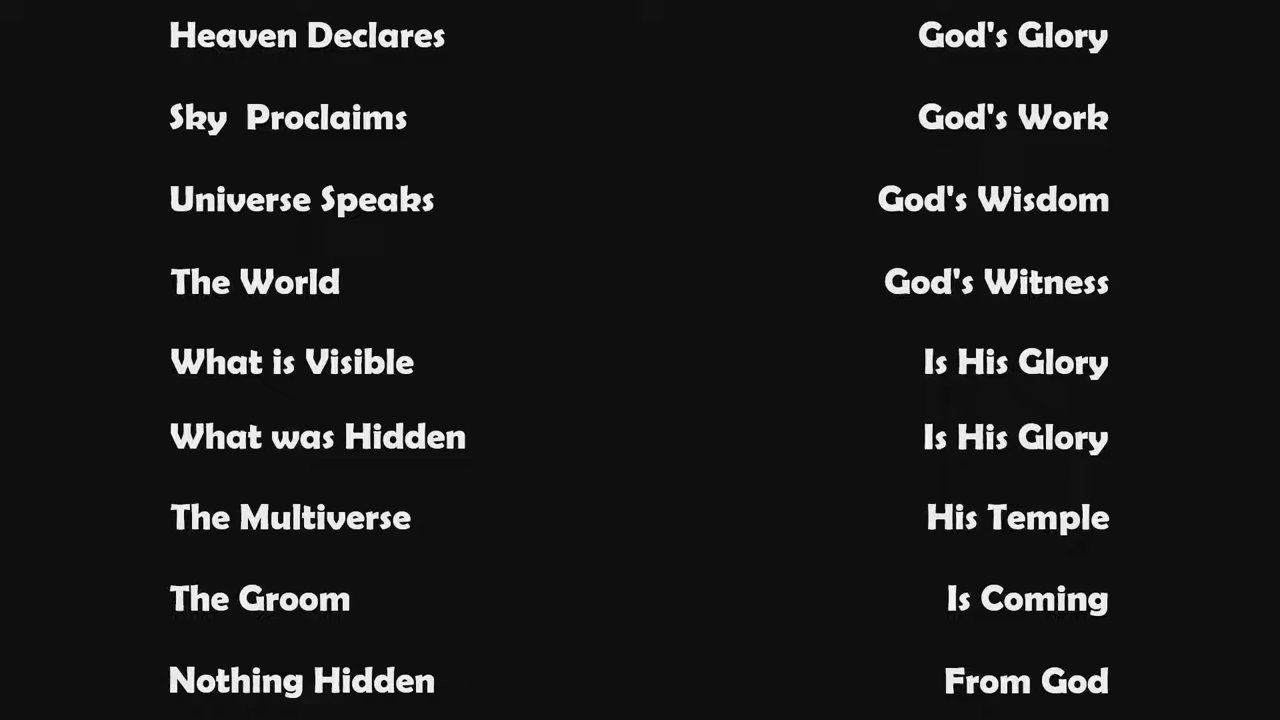 Heaven Declares God's Glory
Sky Proclaims God's Work
Universe Speaks God's Wisdom
The World God's Witness
What is Visible Is His Glory
What was Hidden Is His Glory
The Multiverse His Temple
The Groom Is Coming
Nothing Hidden From God